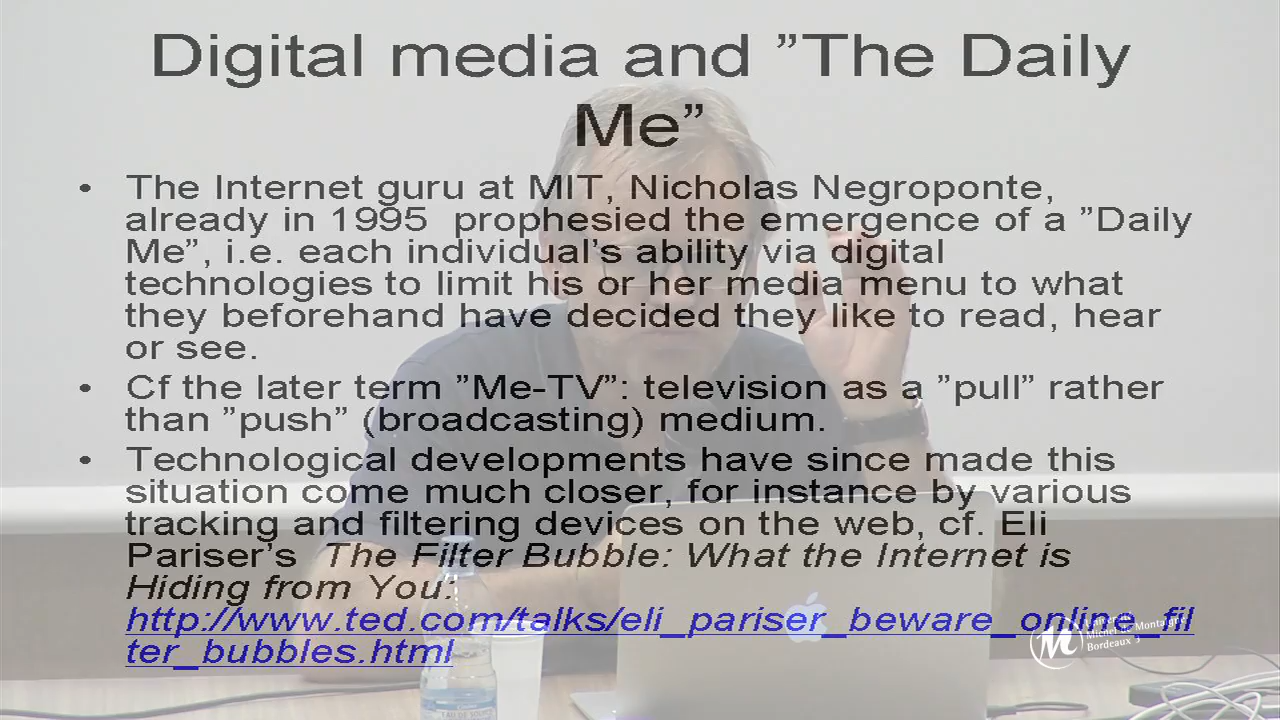 Digital media and ”The Daily
Me”
• The Internet guru at MIT, Nicholas Negroponte,
already in 1995 prophesied the emergence of a ”Daily
Me”, i.e. each individual’s ability via digital
technologies to limit his or her media menu to what
they beforehand have decided they like to read, hear
or see.
• Cf the later term ”Me-TV”: television as a ”pull” rather
than ”push” (broadcasting) medium.
• Technological developments have since made this
situation come much closer, for instance by various
tracking and filtering devices on the web, cf. Eli
Pariser’s The Filter Bubble: What the Internet is
Hiding from You:
http://www.ted.com/talks/eli_pariser_beware_online_fil
ter_bubbles.html
Michel de Montaigne
Bordeaux 3